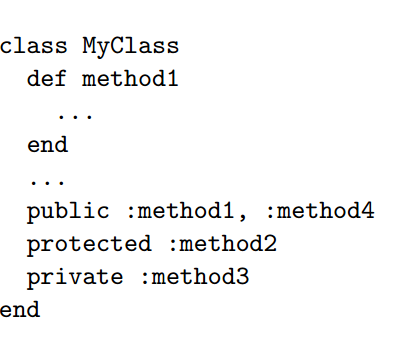 class MyClass
  def method1
    ...
  end
  ...
  public :method1, :method4
  protected :method2
  private :method3
end